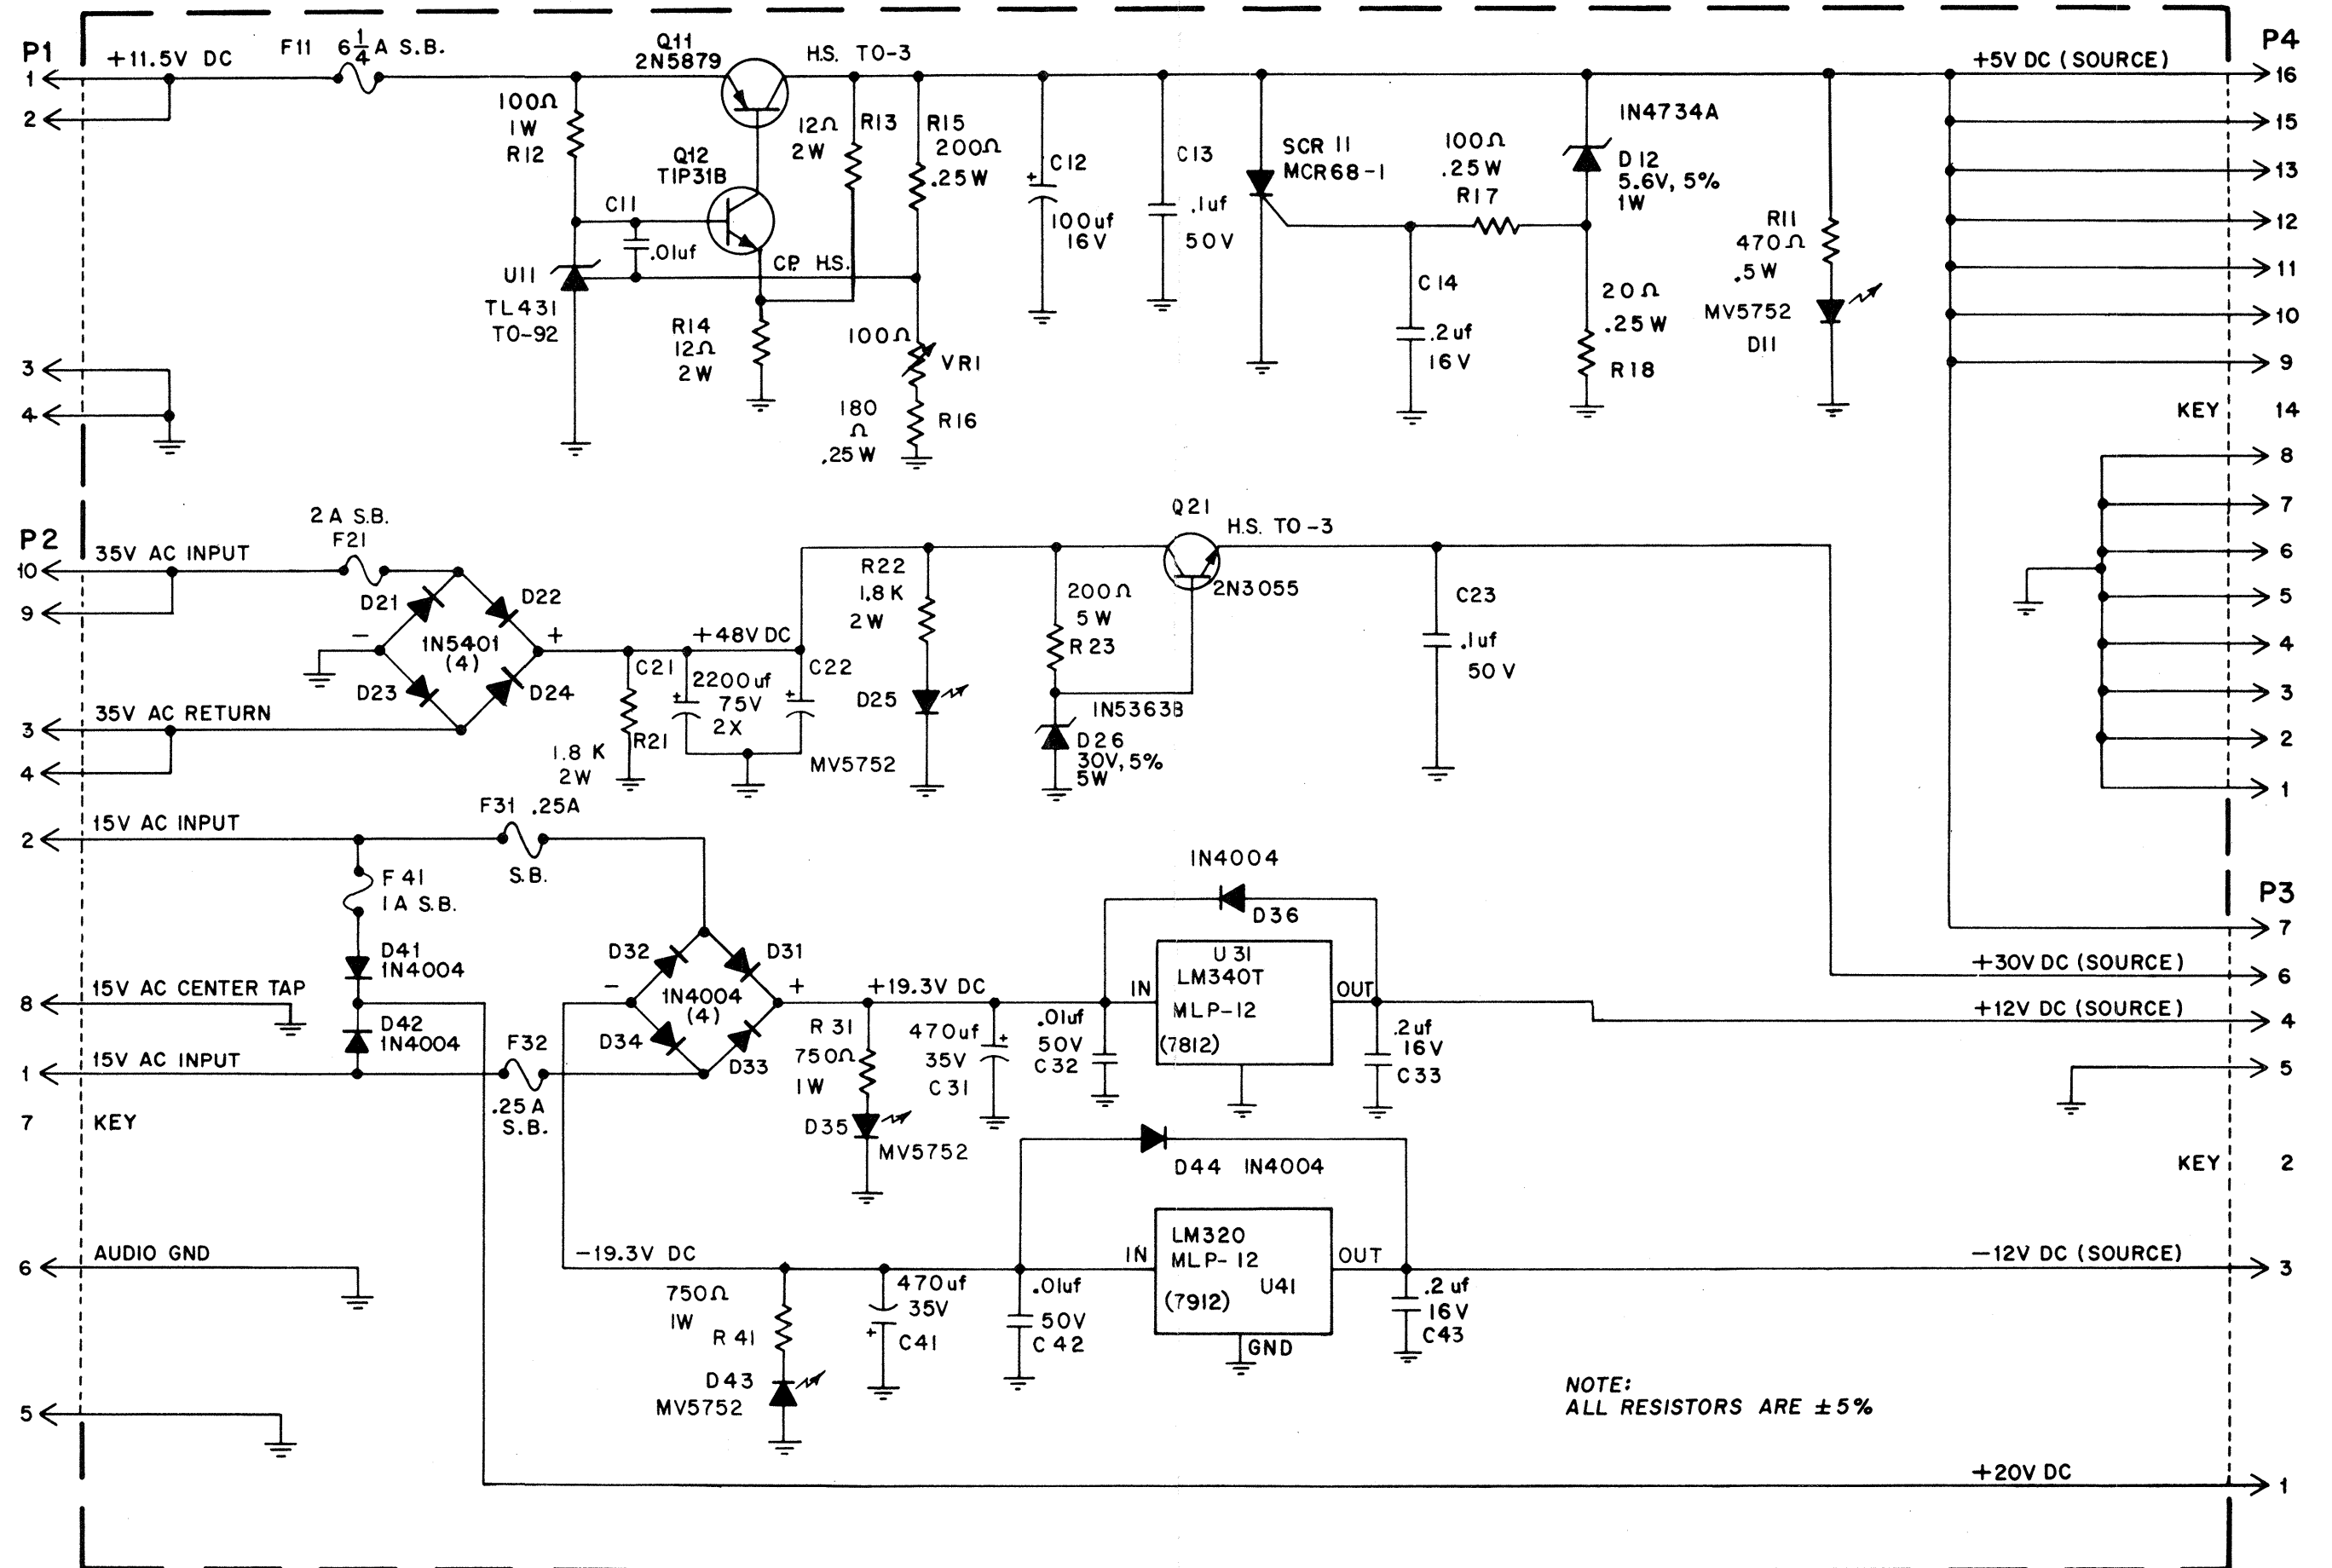 P1
1
2
3
4
+11.5V DC
F11 6 1/4 A S.B.
Q11
2N5879
H.S. TO-3
100Ω
1W
R12
Q12
TIP31B
C11
.01uf
U11
TL431
TO-92
C.P. H.S.
R14
12Ω
2W
12Ω
2W
R13
R15
200Ω
.25W
100Ω
VR1
180
Ω
.25W
R16
C12
100uf
16V
C13
.1uf
50V
SCR 11
MCR68-1
100Ω
.25W
R17
C14
.2uf
16V
1N4734A
D12
5.6V, 5%
1W
20Ω
.25W
R18
R11
470Ω
.5W
MV5752
D11
+5V DC (SOURCE)
P4
16
15
13
12
11
10
9
KEY 14
8
7
6
5
4
3
2
1
P2
10
9
3
4
2
8
1
7
6
5
35V AC INPUT
2A S.B.
F21
D21
D22
1N5401
(4)
D23
D24
−
+
35V AC RETURN
+48V DC
C21
2200uf
75V
2X
C22
R21
1.8 K
2W
R22
1.8K
2W
D25
MV5752
200Ω
5W
R23
1N5363B
D26
30V, 5%
5W
Q21
H.S. TO-3
2N3055
C23
.1uf
50V
15V AC INPUT
F31 .25A
S.B.
F41
1A S.B.
D41
1N4004
15V AC CENTER TAP
D42
1N4004
15V AC INPUT
F32
.25A
S.B.
KEY
D32
D31
1N4004
(4)
D34
D33
−
+
+19.3V DC
R31
750Ω
1W
D35
MV5752
470uf
35V
C31
.01uf
50V
C32
1N4004
D36
IN
U31
LM340T
MLP-12
(7812)
OUT
.2uf
16V
C33
P3
7
+30V DC (SOURCE)
6
+12V DC (SOURCE)
4
5
KEY 2
D44 1N4004
AUDIO GND
−19.3V DC
750Ω
1W
R41
D43
MV5752
470uf
35V
C41
.01uf
50V
C42
IN
LM320
MLP-12
U41
(7912)
OUT
GND
.2uf
16V
C43
−12V DC (SOURCE)
3
NOTE:
ALL RESISTORS ARE ±5%
+20V DC
1